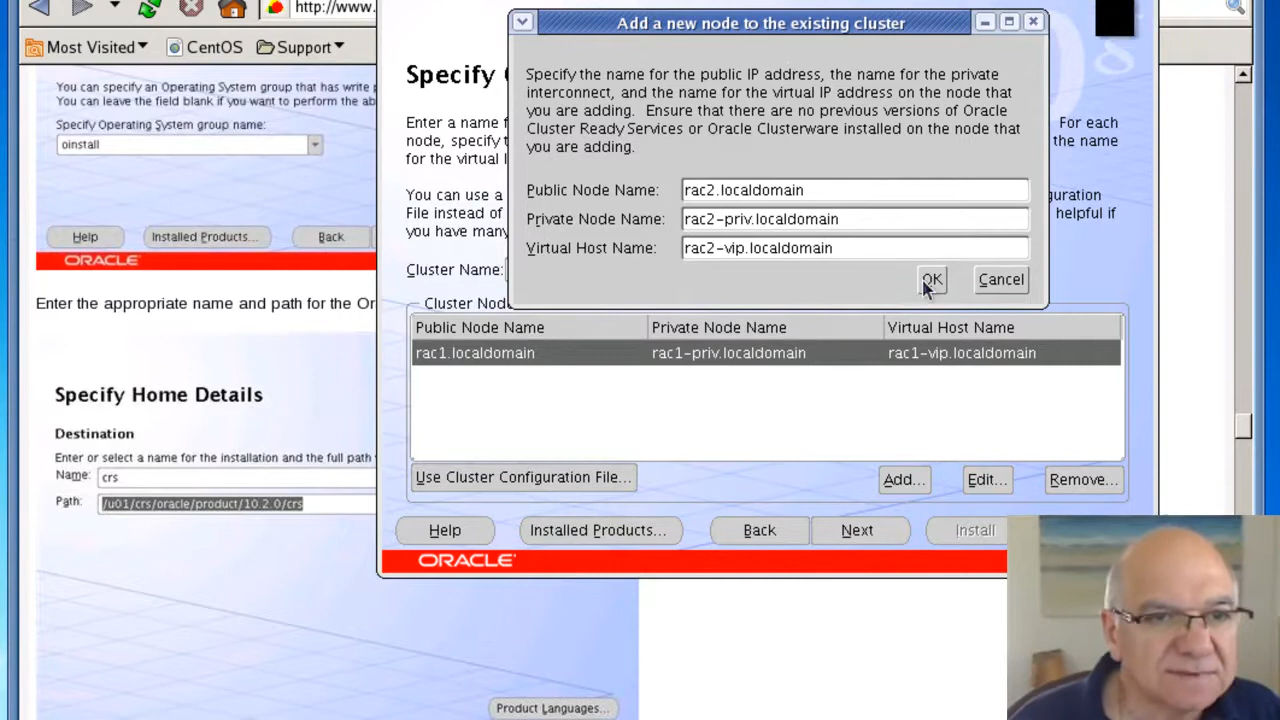 http://www.
Most Visited
CentOS
Support
You can specify an Operating System group that has write p
You can leave the field blank if you want to perform the ab
Specify Operating System group name:
oinstall
Help
Installed Products...
Back
ORACLE
Enter the appropriate name and path for the Or
Specify Home Details
Destination
Enter or select a name for the installation and the full path
Name:
crs
Path:
/u01/crs/oracle/product/10.2.0/crs
Product Languages...
Specify
Enter a name f
For each
node, specify t
the name
for the virtual I
You can use a
guration
File instead of
helpful if
you have many
Cluster Name:
Cluster Nod
Add a new node to the existing cluster
Specify the name for the public IP address, the name for the private
interconnect, and the name for the virtual IP address on the node that
you are adding. Ensure that there are no previous versions of Oracle
Cluster Ready Services or Oracle Clusterware installed on the node that
you are adding.
Public Node Name:
rac2.localdomain
Private Node Name:
rac2-priv.localdomain
Virtual Host Name:
rac2-vip.localdomain
OK
Cancel
Public Node Name
Private Node Name
Virtual Host Name
rac1.localdomain
rac1-priv.localdomain
rac1-vip.localdomain
Use Cluster Configuration File...
Add...
Edit...
Remove...
Help
Installed Products...
Back
Next
Install
ORACLE